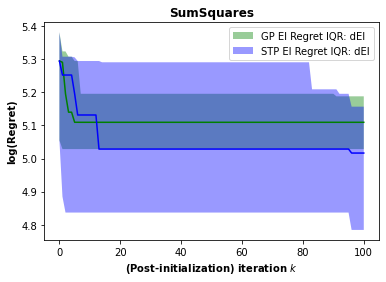 SumSquares
GP EI Regret IQR: dEI
STP EI Regret IQR: dEI
log(Regret)
5.4
5.3
5.2
5.1
5.0
4.9
4.8
0 20 40 60 80 100
(Post-initialization) iteration k